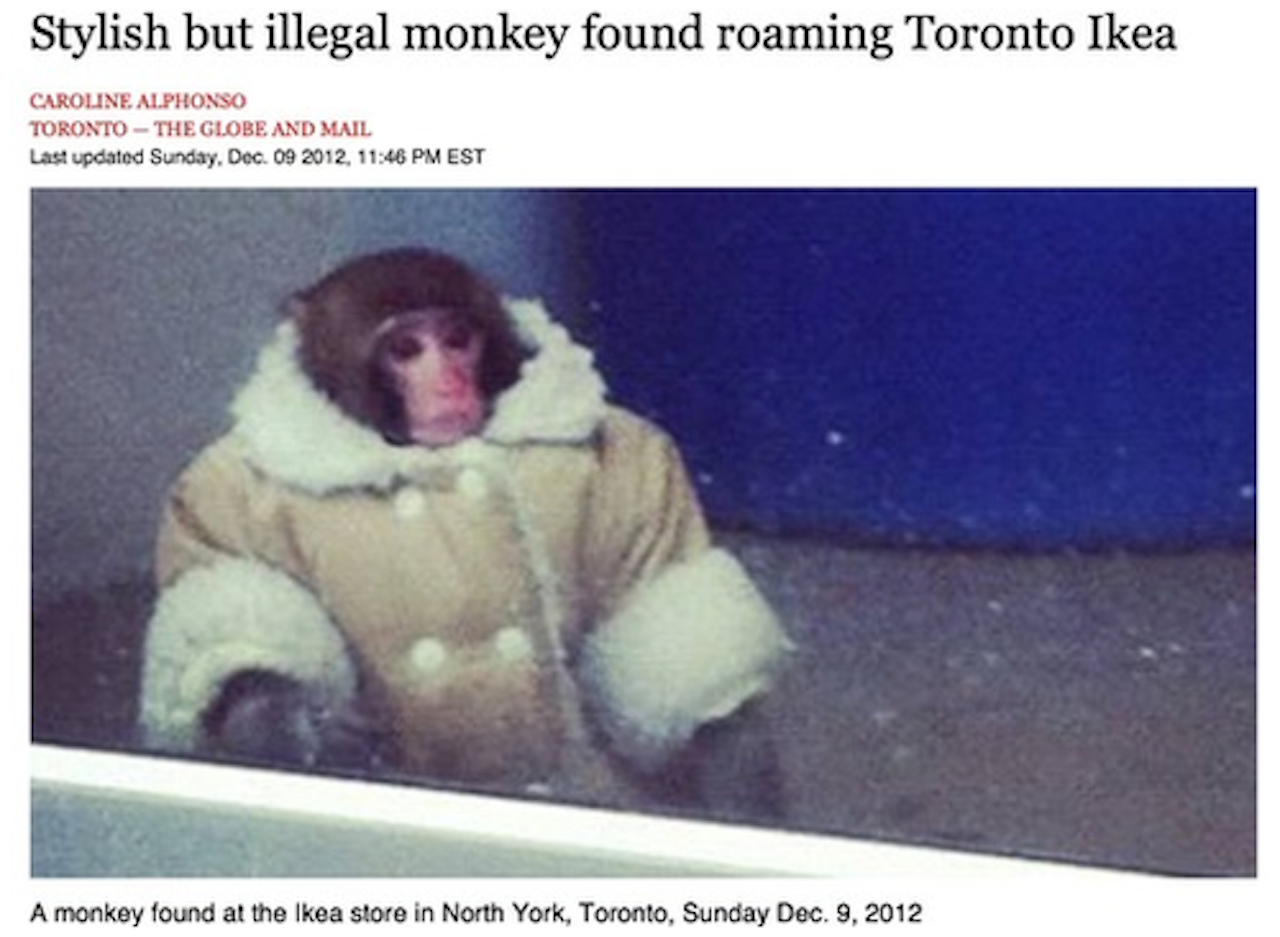 Stylish but illegal monkey found roaming Toronto Ikea
CAROLINE ALPHONSO
TORONTO — THE GLOBE AND MAIL
Last updated Sunday, Dec. 09 2012, 11:46 PM EST
A monkey found at the Ikea store in North York, Toronto, Sunday Dec. 9, 2012